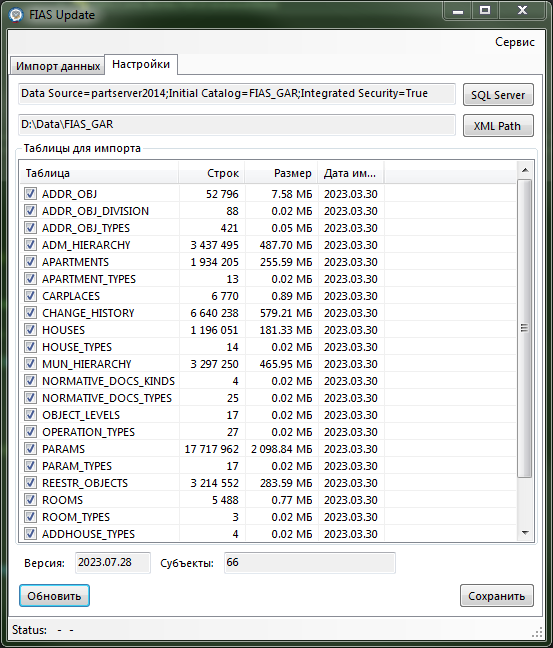 FIAS Update
Сервис
Импорт данных Настройки
Data Source=partserver2014;Initial Catalog=FIAS_GAR;Integrated Security=True SQL Server
D:\Data\FIAS_GAR XML Path
Таблицы для импорта
Таблица Строк Размер Дата им...
ADDR_OBJ 52 796 7.58 МБ 2023.03.30
ADDR_OBJ_DIVISION 88 0.02 МБ 2023.03.30
ADDR_OBJ_TYPES 421 0.05 МБ 2023.03.30
ADM_HIERARCHY 3 437 495 487.70 МБ 2023.03.30
APARTMENTS 1 934 205 255.59 МБ 2023.03.30
APARTMENT_TYPES 13 0.02 МБ 2023.03.30
CARPLACES 6 770 0.89 МБ 2023.03.30
CHANGE_HISTORY 6 640 238 579.21 МБ 2023.03.30
HOUSES 1 196 051 181.33 МБ 2023.03.30
HOUSE_TYPES 14 0.02 МБ 2023.03.30
MUN_HIERARCHY 3 297 250 465.95 МБ 2023.03.30
NORMATIVE_DOCS_KINDS 4 0.02 МБ 2023.03.30
NORMATIVE_DOCS_TYPES 25 0.02 МБ 2023.03.30
OBJECT_LEVELS 17 0.02 МБ 2023.03.30
OPERATION_TYPES 27 0.02 МБ 2023.03.30
PARAMS 17 717 962 2 098.84 МБ 2023.03.30
PARAM_TYPES 17 0.02 МБ 2023.03.30
REESTR_OBJECTS 3 214 552 283.59 МБ 2023.03.30
ROOMS 5 488 0.77 МБ 2023.03.30
ROOM_TYPES 3 0.02 МБ 2023.03.30
ADDHOUSE_TYPES 4 0.02 МБ 2023.03.30
Версия: 2023.07.28 Субъекты: 66
Обновить Сохранить
Status: - -